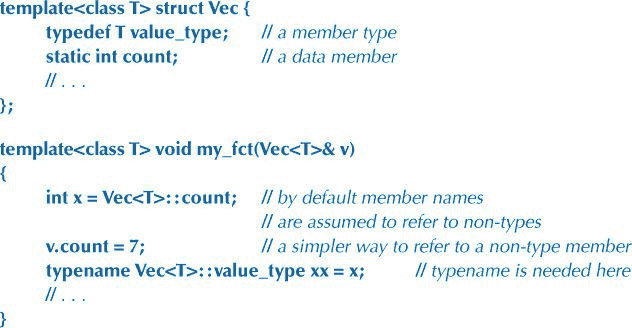 template<class T> struct Vec {
typedef T value_type; // a member type
static int count; // a data member
// . . .
};
template<class T> void my_fct(Vec<T>& v)
{
int x = Vec<T>::count; // by default member names
// are assumed to refer to non-types
v.count = 7; // a simpler way to refer to a non-type member
typename Vec<T>::value_type xx = x; // typename is needed here
// . . .
}